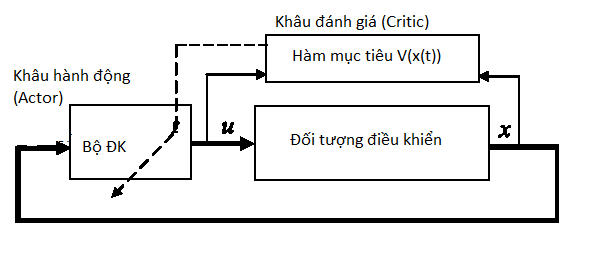 Khâu đánh giá (Critic)
Hàm mục tiêu V(x(t))
Khâu hành động
(Actor)
Bộ ĐK
u
Đối tượng điều khiển
x